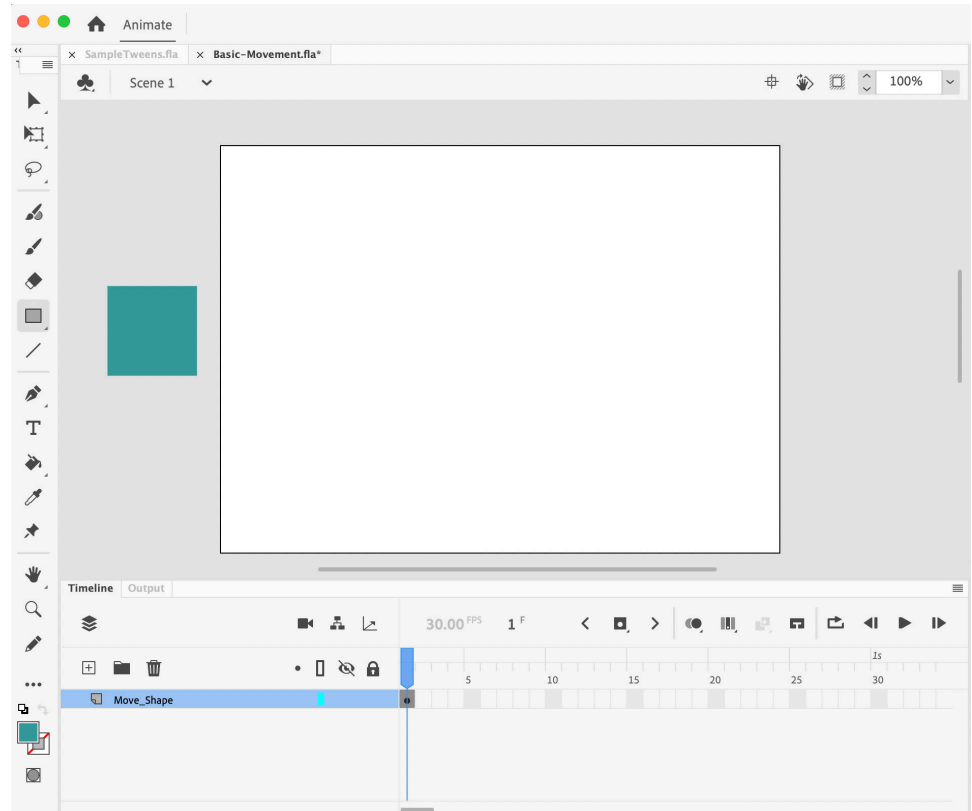 Animate
SampleTweens.fla
Basic-Movement.fla*
Scene 1
100%
T
Timeline
Output
30.00 FPS
1 F
1s
5 10 15 20 25 30
Move_Shape